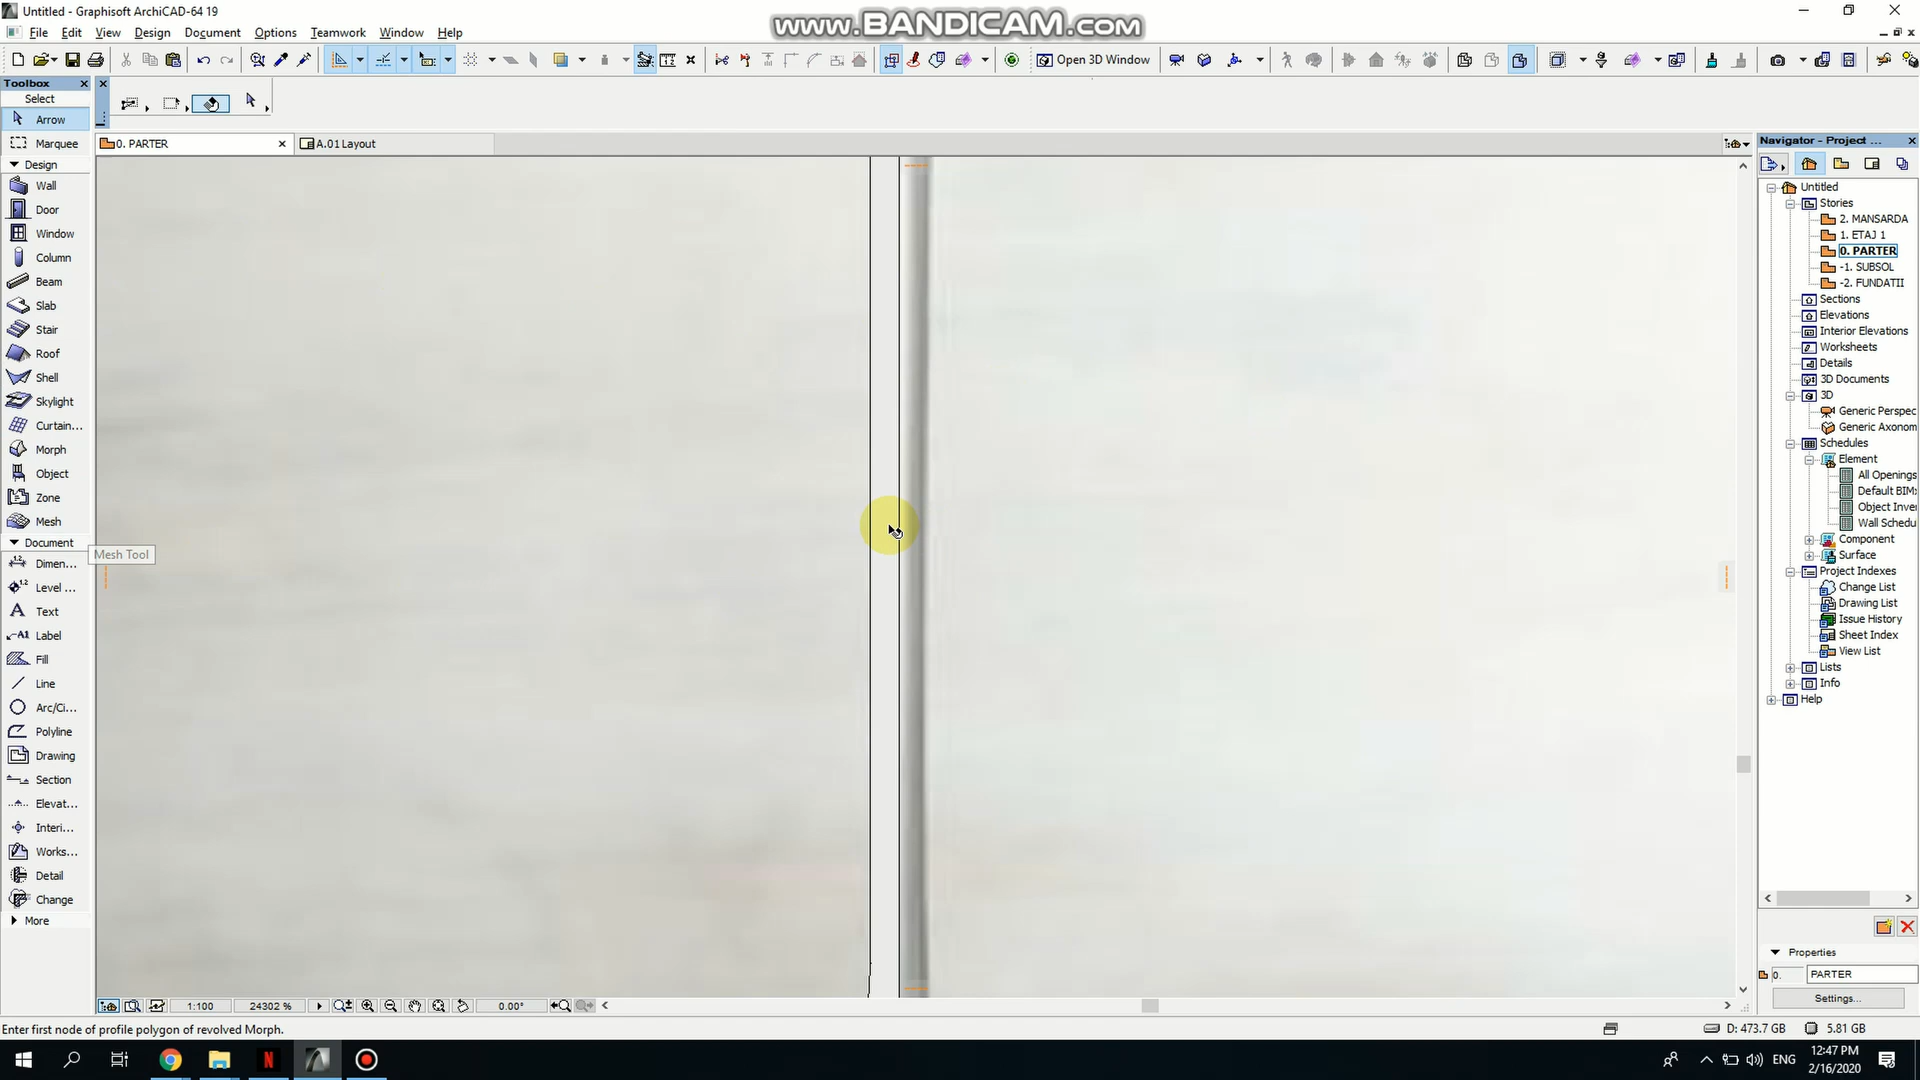 Untitled - Graphisoft ArchiCAD-64 19
www.BANDICAM.com
File Edit View Design Document Options Teamwork Window Help
Open 3D Window
Toolbox
Select
Arrow
Marquee
Design
Wall
Door
Window
Column
Beam
Slab
Stair
Roof
Shell
Skylight
Curtain...
Morph
Object
Zone
Mesh
Document
Dimen...
Level ...
Text
Label
Fill
Line
Arc/Ci...
Polyline
Drawing
Section
Elevat...
Interi...
Works...
Detail
Change
More
0. PARTER
A.01 Layout
Mesh Tool
Navigator - Project ...
Untitled
Stories
2. MANSARDA
1. ETAJ 1
0. PARTER
-1. SUBSOL
-2. FUNDATII
Sections
Elevations
Interior Elevations
Worksheets
Details
3D Documents
3D
Generic Perspec
Generic Axonom
Schedules
Element
All Openings
Default BIM
Object Inve
Wall Schedu
Component
Surface
Project Indexes
Change List
Drawing List
Issue History
Sheet Index
View List
Lists
Info
Help
Properties
0. PARTER
Settings...
1:100 24302 % 0.00°
Enter first node of profile polygon of revolved Morph.
D: 473.7 GB 5.81 GB
ENG
12:47 PM
2/16/2020